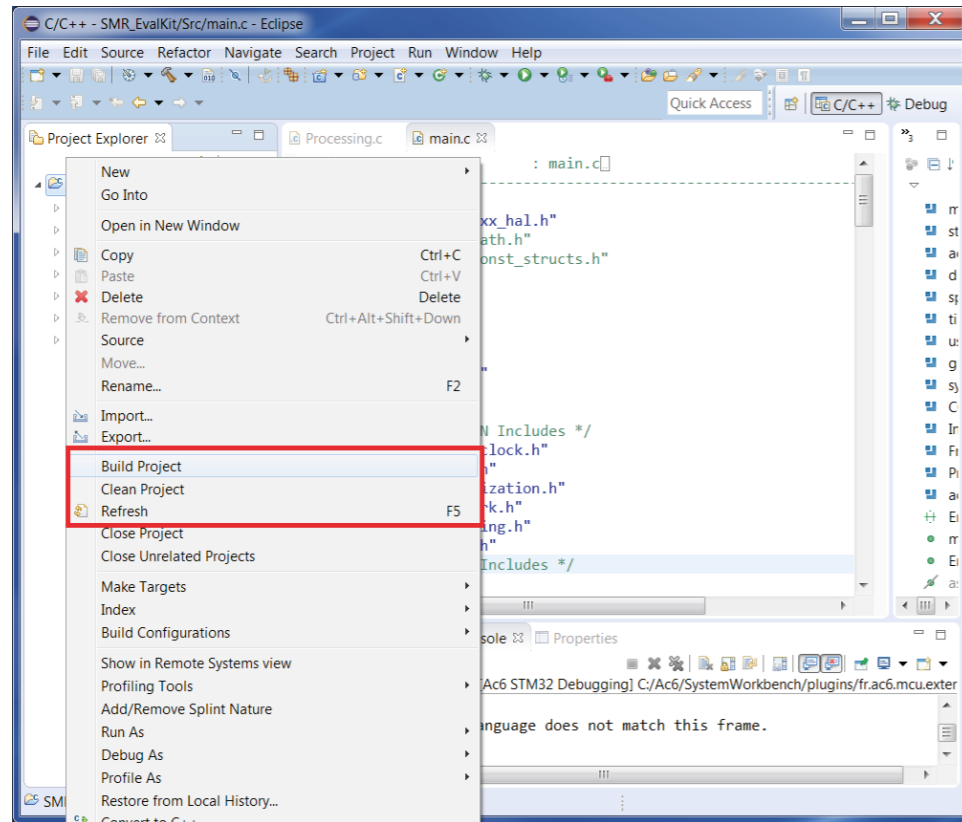 C/C++ - SMR_EvalKit/Src/main.c - Eclipse
File Edit Source Refactor Navigate Search Project Run Window Help
Quick Access C/C++ Debug
Project Explorer Processing.c main.c
: main.c
New
Go Into
Open in New Window
xx_hal.h"
ath.h"
Copy Ctrl+C
onst_structs.h"
Paste Ctrl+V
Delete Delete
Remove from Context Ctrl+Alt+Shift+Down
Source
Move...
Rename... F2
Import...
Export...
N Includes */
clock.h"
Build Project
h"
Clean Project
ization.h"
Refresh F5
rk.h"
ing.h"
Close Project
h"
Close Unrelated Projects
Includes */
Make Targets
Index
Build Configurations
sole Properties
Show in Remote Systems view
Profiling Tools
[Ac6 STM32 Debugging] C:/Ac6/SystemWorkbench/plugins/fr.ac6.mcu.exter
Add/Remove Splint Nature
Run As
anguage does not match this frame.
Debug As
Profile As
Restore from Local History...
SMI
Convert to C++